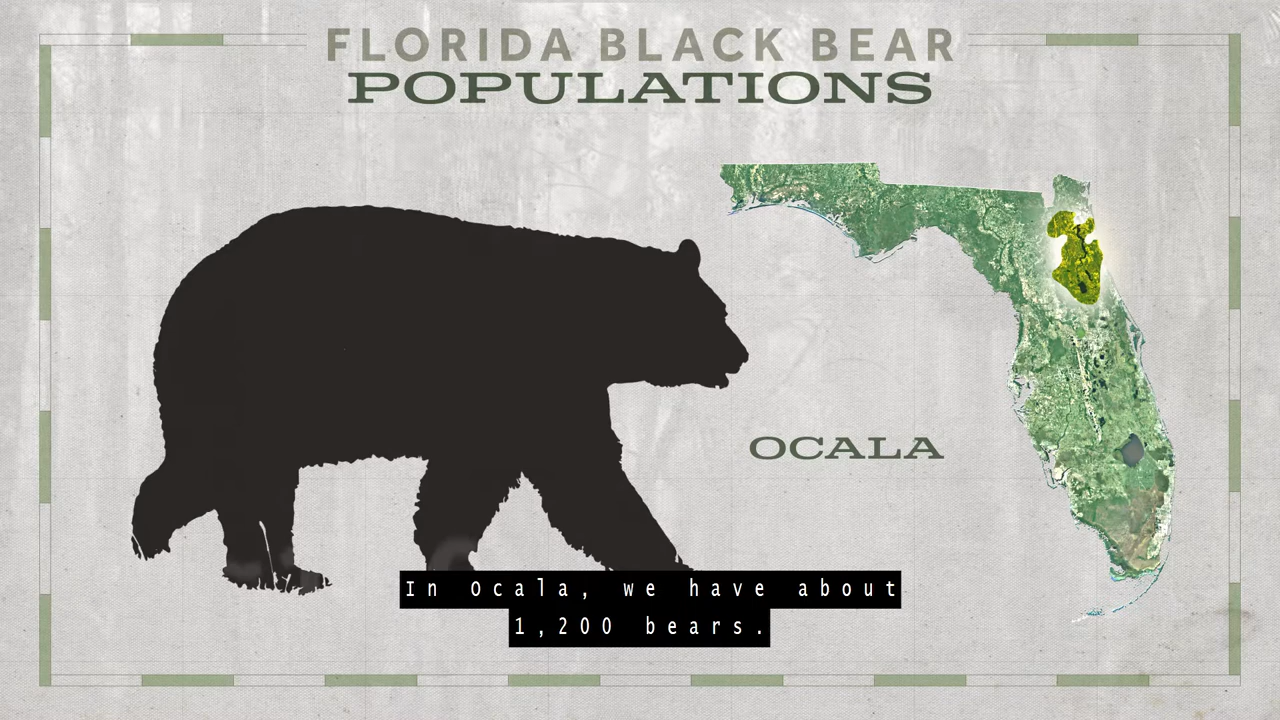 FLORIDA BLACK BEAR
POPULATIONS
OCALA
In Ocala, we have about
1,200 bears.